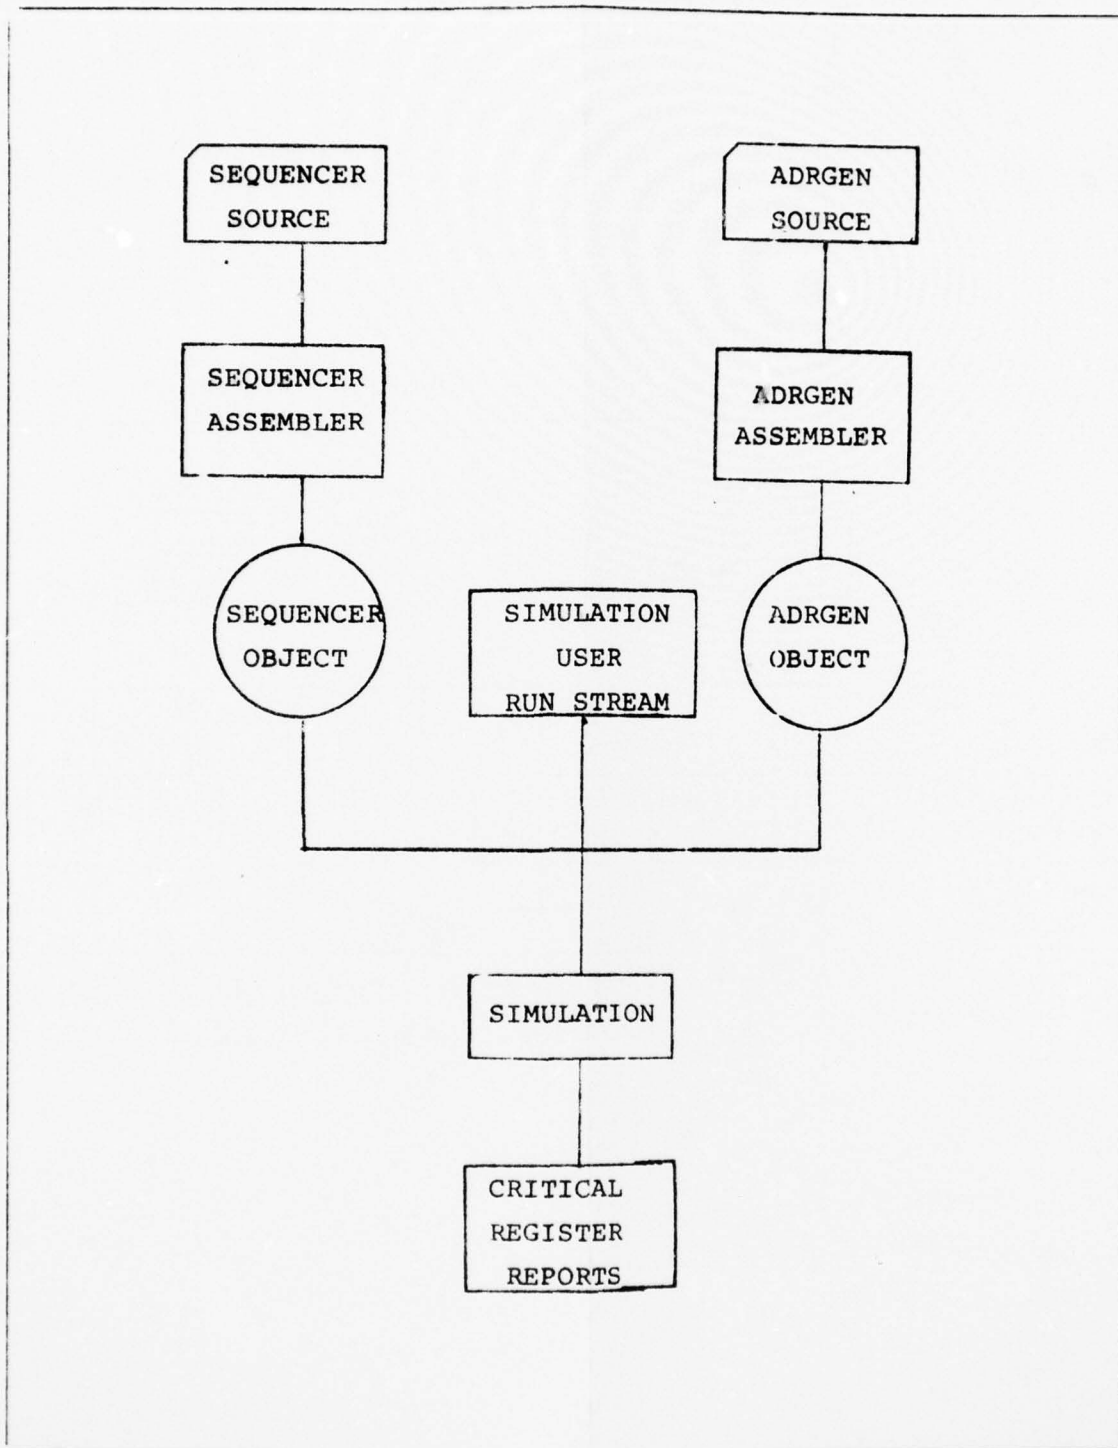 SEQUENCER
SOURCE
ADRGEN
SOURCE
SEQUENCER
ASSEMBLER
ADRGEN
ASSEMBLER
SEQUENCER
OBJECT
SIMULATION
USER
RUN STREAM
ADRGEN
OBJECT
SIMULATION
CRITICAL
REGISTER
REPORTS